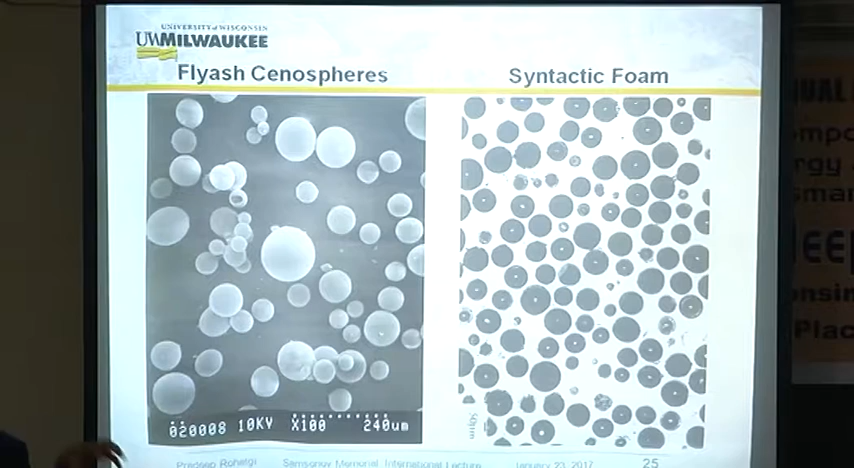 UNIVERSITY of WISCONSIN
UWMILWAUKEE
Flyash Cenospheres
Syntactic Foam
020008 10KV X100 240um
50µm
Pradeep Rohatgi Samsonov Memorial International Lecture January 23, 2017 25